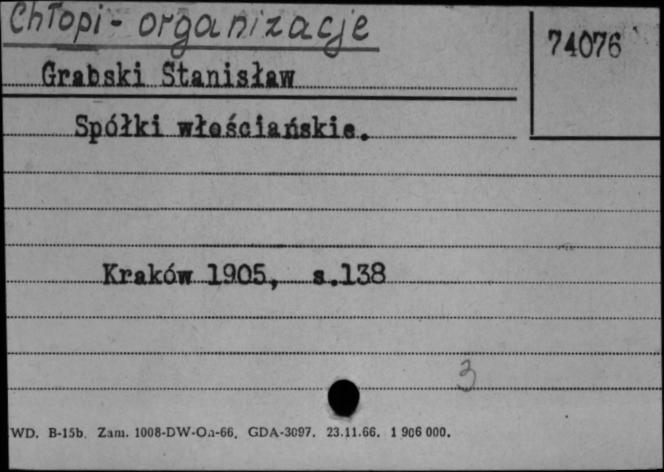 Chłopi - organizacje
74076
Grabski Stanisław
Spółki włościańskie.
Kraków 1905, s.138
3
WD. B-15b. Zam. 1008-DW-Oa-66. GDA-3097. 23.11.66. 1 906 000.